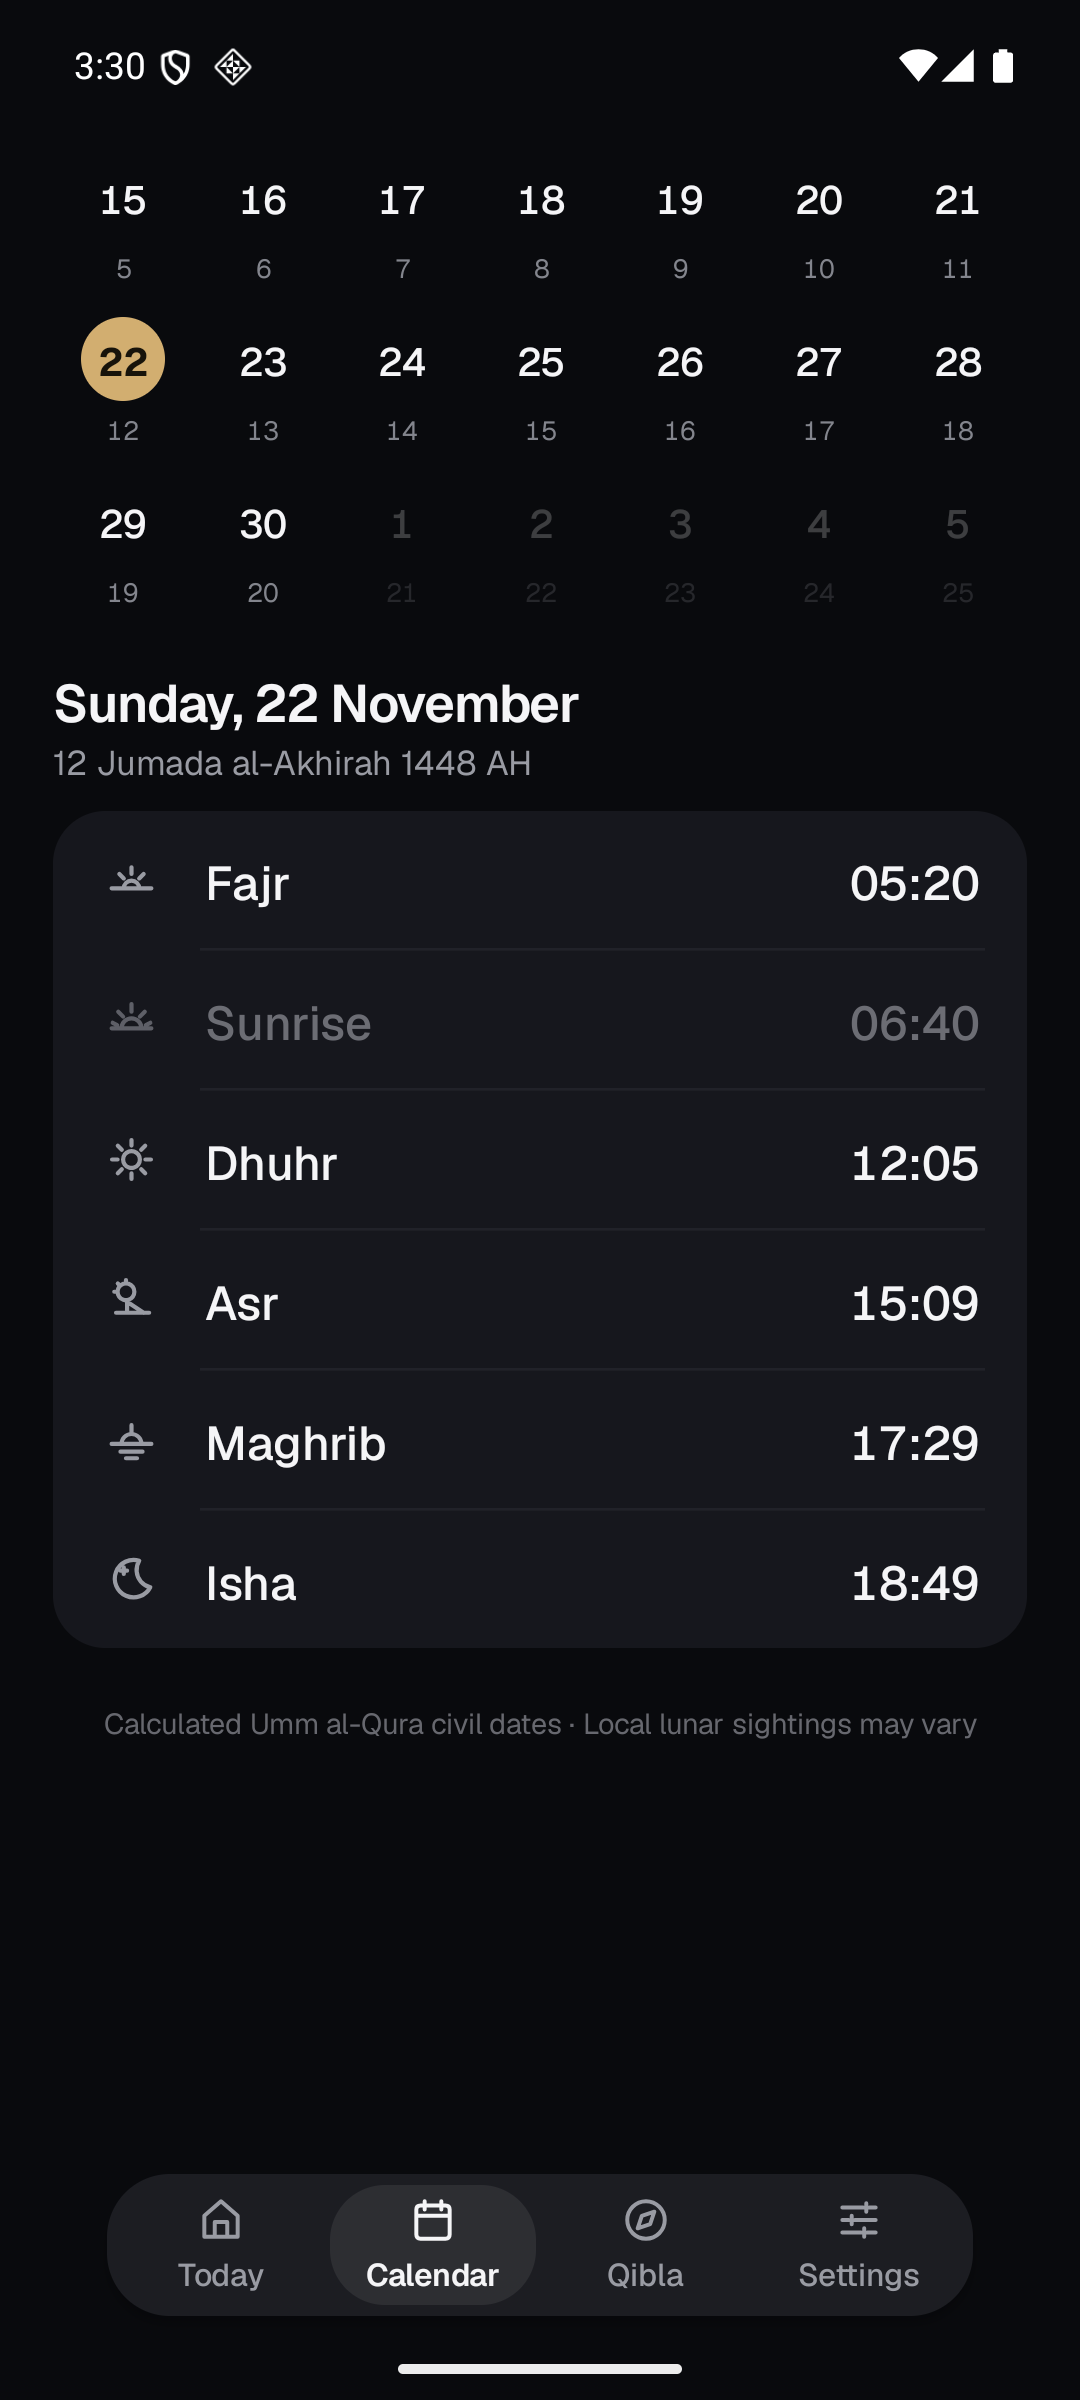 3:30
15 16 17 18 19 20 21
5 6 7 8 9 10 11
22 23 24 25 26 27 28
12 13 14 15 16 17 18
29 30 1 2 3 4 5
19 20 21 22 23 24 25
Sunday, 22 November
12 Jumada al-Akhirah 1448 AH
Fajr 05:20
Sunrise 06:40
Dhuhr 12:05
Asr 15:09
Maghrib 17:29
Isha 18:49
Calculated Umm al-Qura civil dates · Local lunar sightings may vary
Today Calendar Qibla Settings